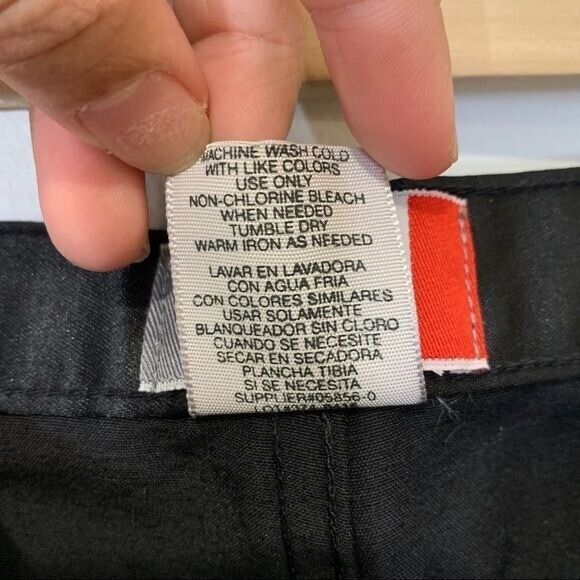 MACHINE WASH COLD
WITH LIKE COLORS
USE ONLY
NON-CHLORINE BLEACH
WHEN NEEDED
TUMBLE DRY
WARM IRON AS NEEDED
LAVAR EN LAVADORA
CON AGUA FRIA
CON COLORES SIMILARES
USAR SOLAMENTE
BLANQUEADOR SIN CLORO
CUANDO SE NECESITE
SECAR EN SECADORA
PLANCHA TIBIA
SI SE NECESITE
SUPPLIER#05856-0